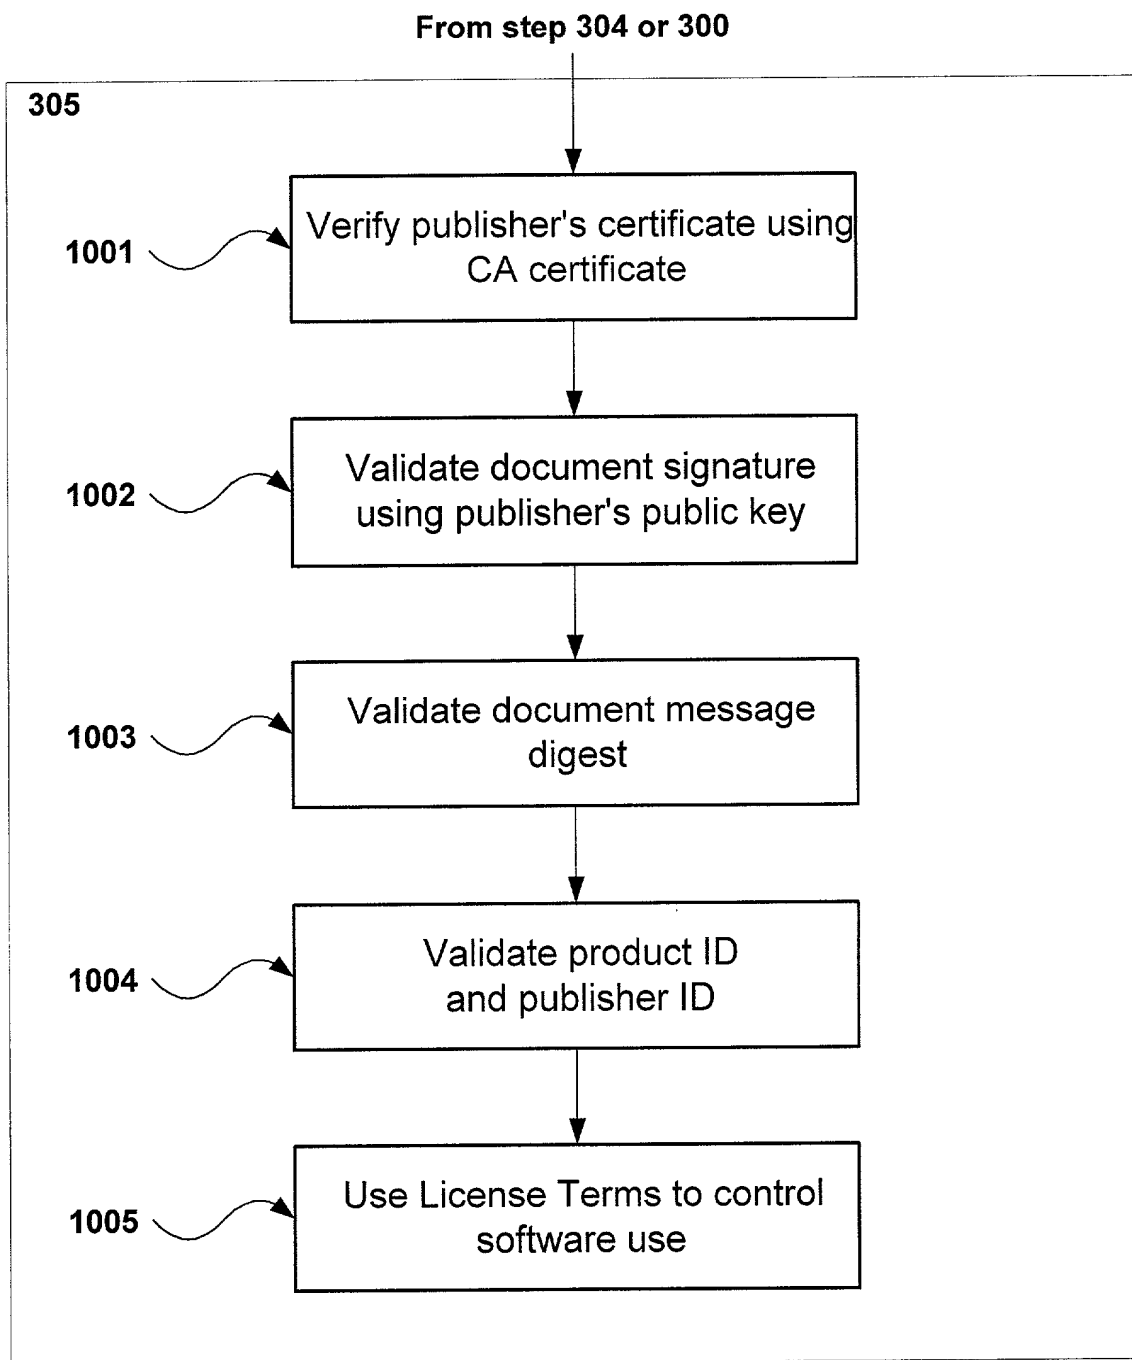 From step 304 or 300
305
Verify publisher's certificate using
CA certificate
1001
Validate document signature
using publisher's public key
1002
Validate document message
digest
1003
Validate product ID
and publisher ID
1004
Use License Terms to control
software use
1005